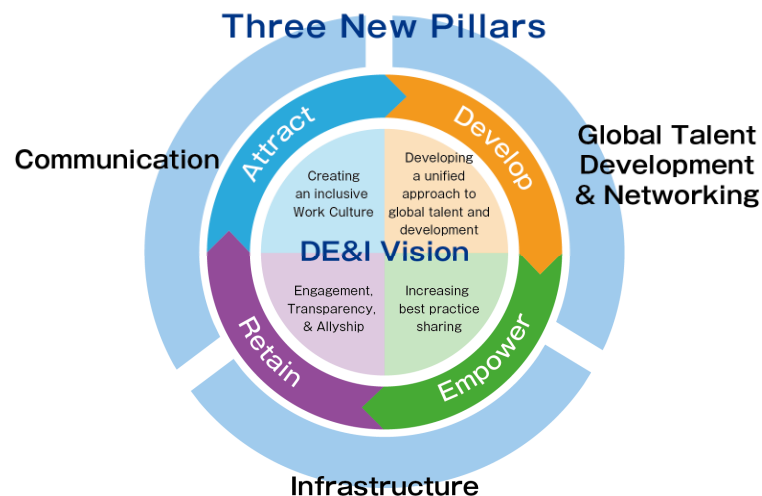 Three New Pillars
Communication
Global Talent
Development
& Networking
Infrastructure
Attract
Develop
Empower
Retain
Creating
an inclusive
Work Culture
Developing
a unified
approach to
global talent and
development
DE&I Vision
Engagement,
Transparency,
& Allyship
Increasing
best practice
sharing